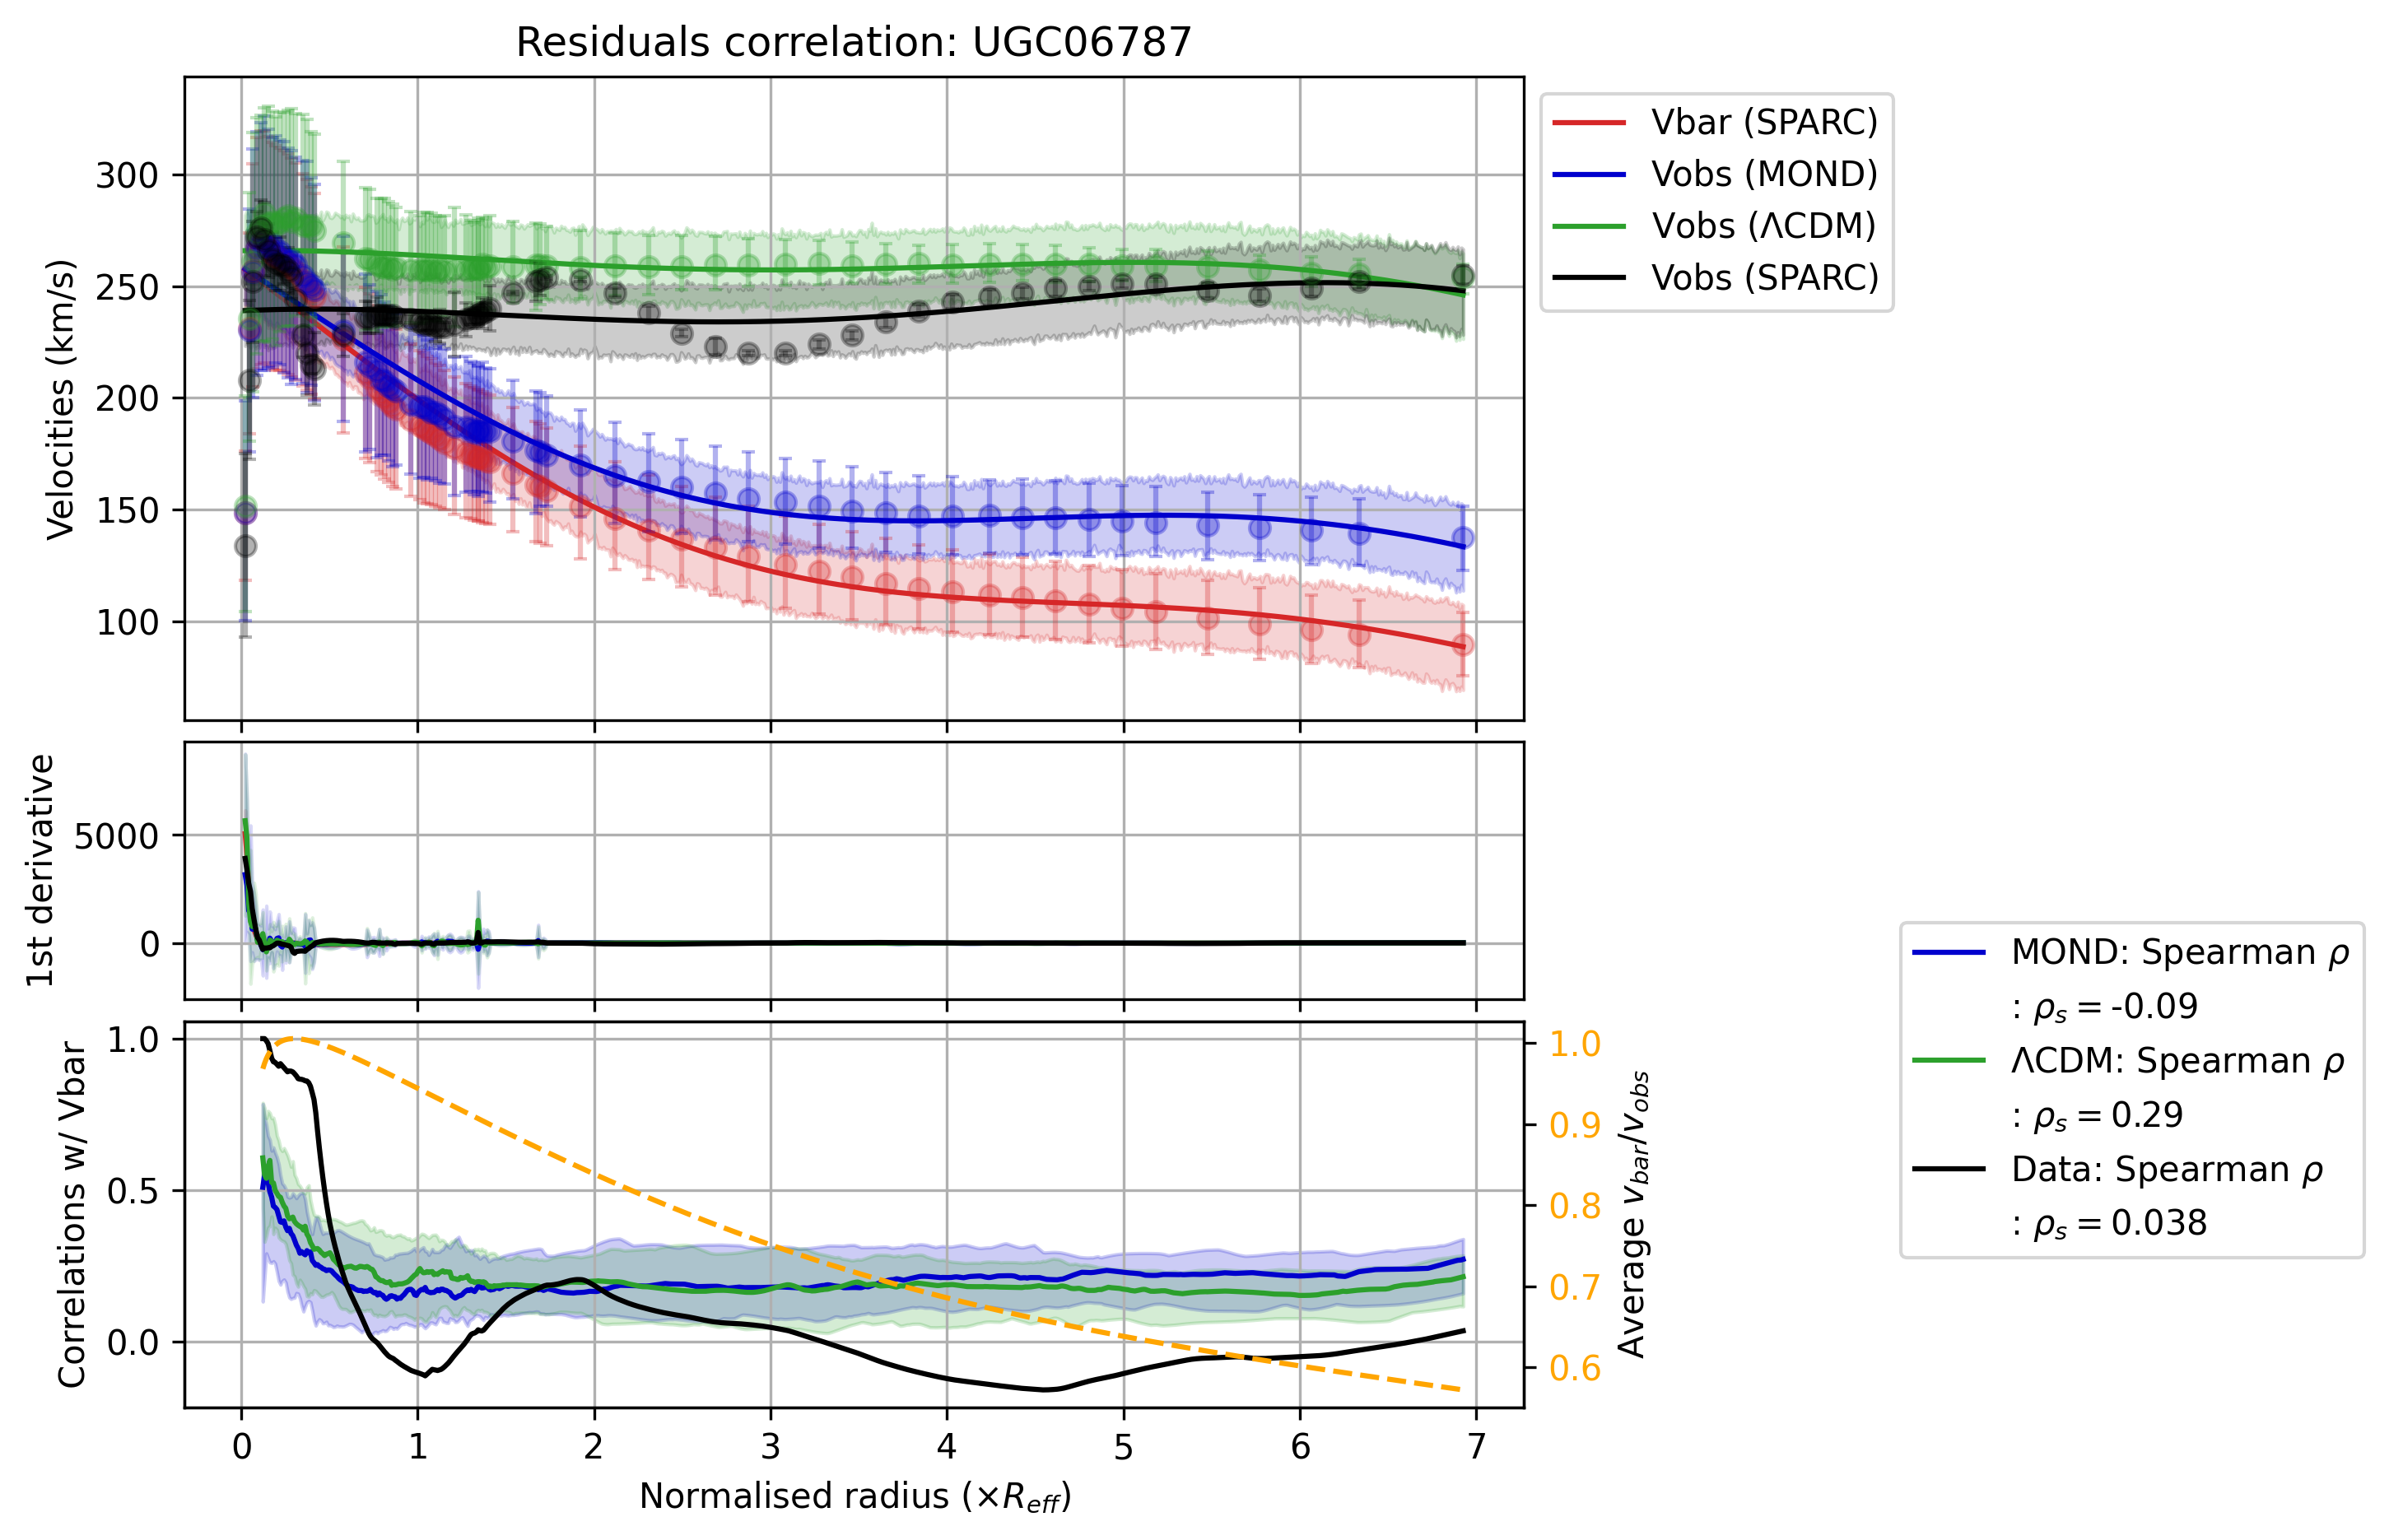 Residuals correlation: UGC06787
Velocities (km/s)
300
250
200
150
100
Vbar (SPARC)
Vobs (MOND)
Vobs (ΛCDM)
Vobs (SPARC)
1st derivative
5000
0
Correlations w/ Vbar
1.0
0.5
0.0
1.0
0.9
0.8
0.7
0.6
Average v_bar/v_obs
MOND: Spearman ρ
: ρ_s = -0.09
ΛCDM: Spearman ρ
: ρ_s = 0.29
Data: Spearman ρ
: ρ_s = 0.038
0 1 2 3 4 5 6 7
Normalised radius (×R_eff)